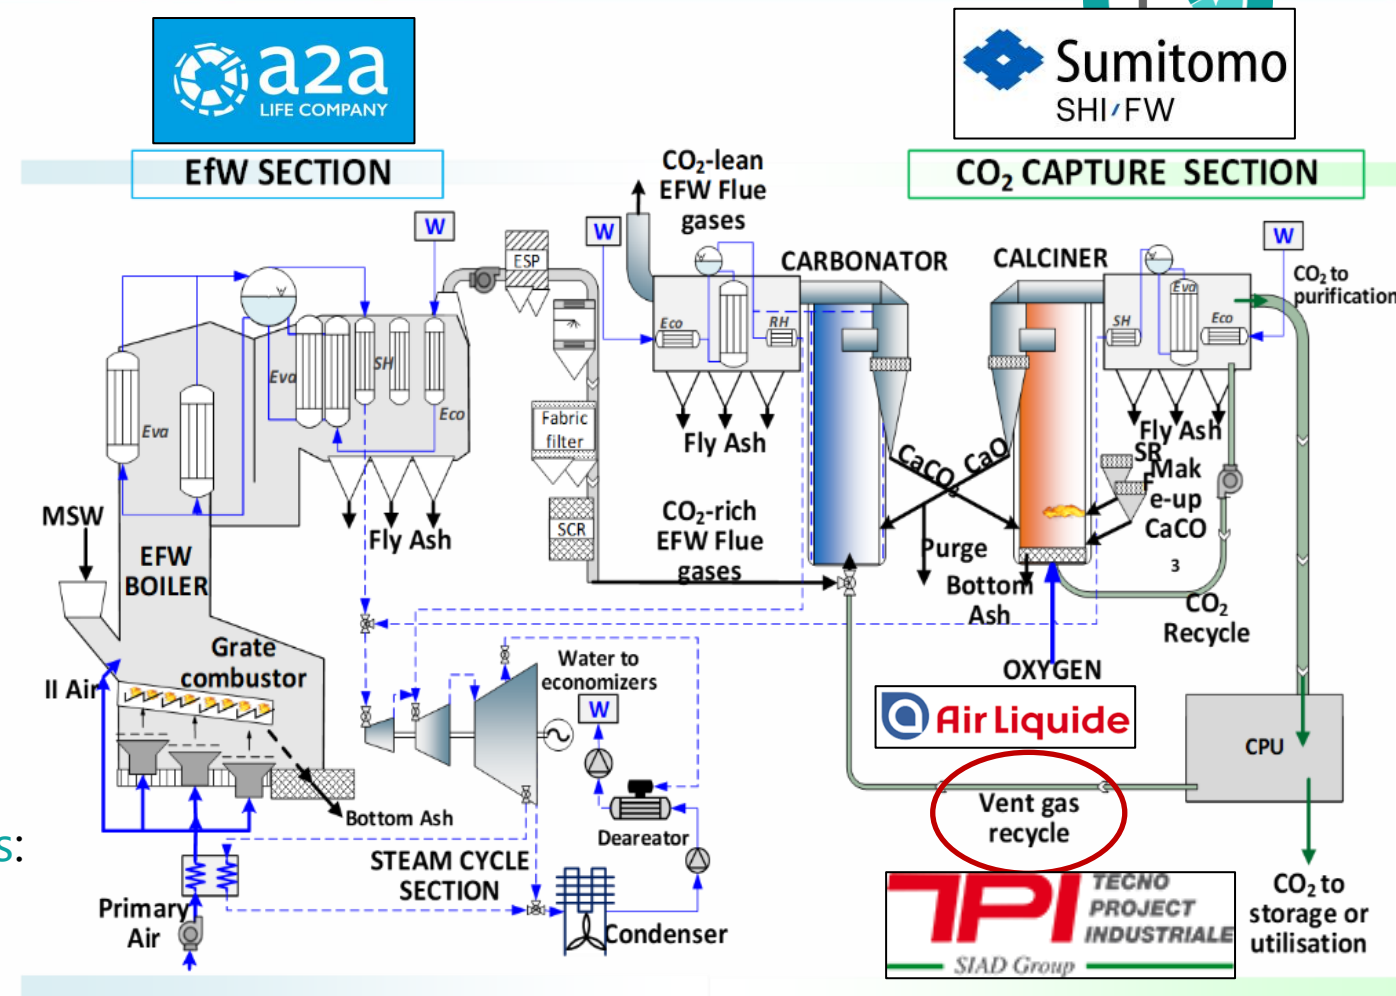 a2a
LIFE COMPANY
Sumitomo
SHI/FW
EfW SECTION
CO₂ CAPTURE SECTION
CO₂-lean
EFW Flue
gases
W
W
W
ESP
CARBONATOR
CALCINER
CO₂ to
purification
Eco
RH
SH
Eva
Eco
Eva
Eva
SH
Eco
Fabric
filter
SCR
Fly Ash
Fly Ash
Fly Ash
CaCO₃
CaO
SR
F
Mak
e-up
CaCO
3
MSW
EFW
BOILER
CO₂-rich
EFW Flue
gases
Purge
Bottom
Ash
CO₂
Recycle
OXYGEN
Grate
combustor
II Air
Water to
economizers
W
Air Liquide
CPU
Vent gas
recycle
Bottom Ash
Deareator
s:
STEAM CYCLE
SECTION
Primary
Air
Condenser
TPI
TECNO
PROJECT
INDUSTRIALE
SIAD Group
CO₂ to
storage or
utilisation